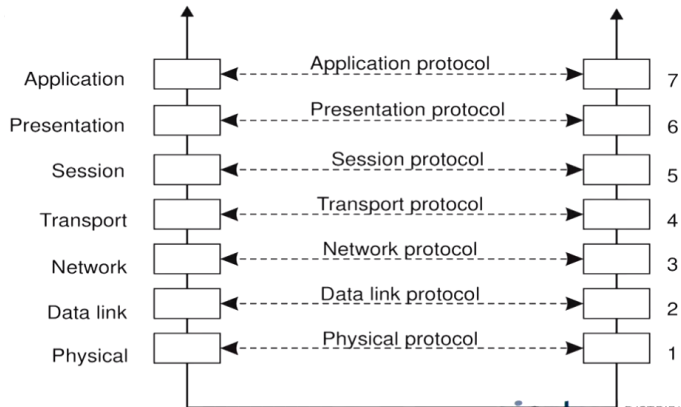 Application Application protocol 7
Presentation Presentation protocol 6
Session Session protocol 5
Transport Transport protocol 4
Network Network protocol 3
Data link Data link protocol 2
Physical Physical protocol 1